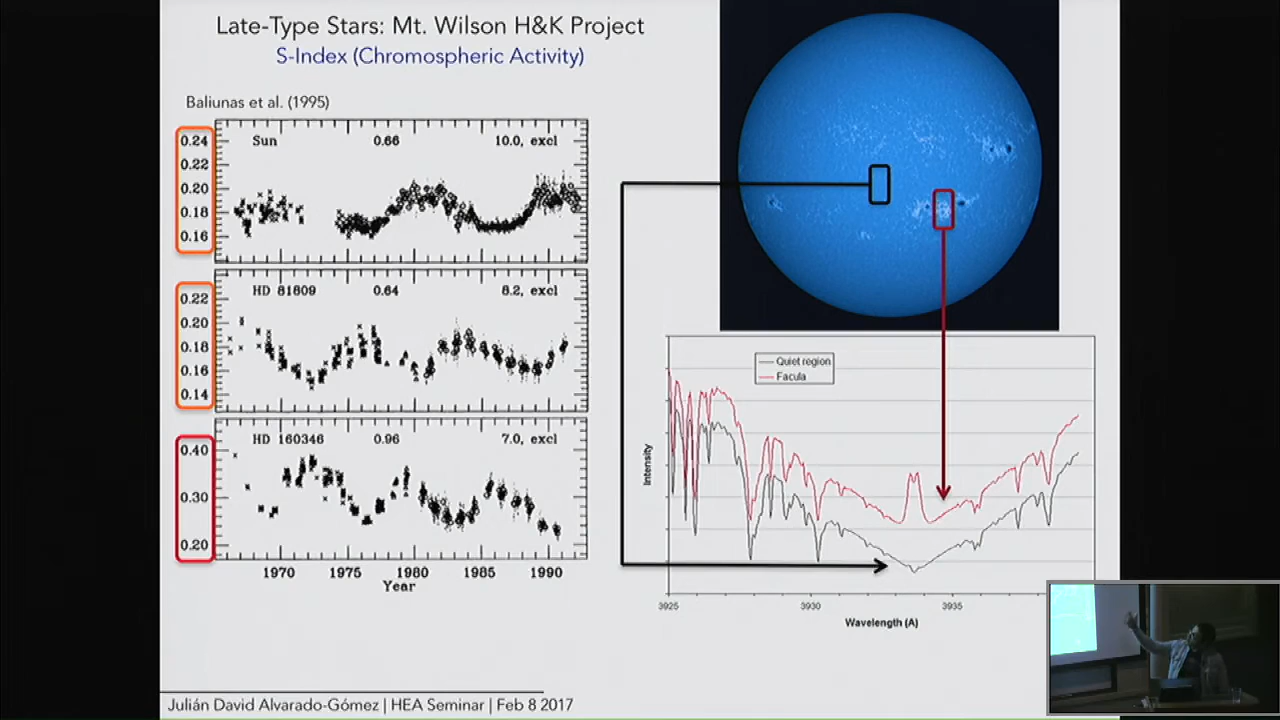 Late-Type Stars: Mt. Wilson H&K Project
S-Index (Chromospheric Activity)
Baliunas et al. (1995)
0.24
0.22
0.20
0.18
0.16
Sun 0.66 10.0, excl
0.22
0.20
0.18
0.16
0.14
HD 81809 0.64 8.2, excl
0.40
0.30
0.20
HD 160346 0.96 7.0, excl
1970 1975 1980 1985 1990
Year
Quiet region
Facula
Intensity
3925 3930 3935
Wavelength (A)
Julián David Alvarado-Gómez | HEA Seminar | Feb 8 2017